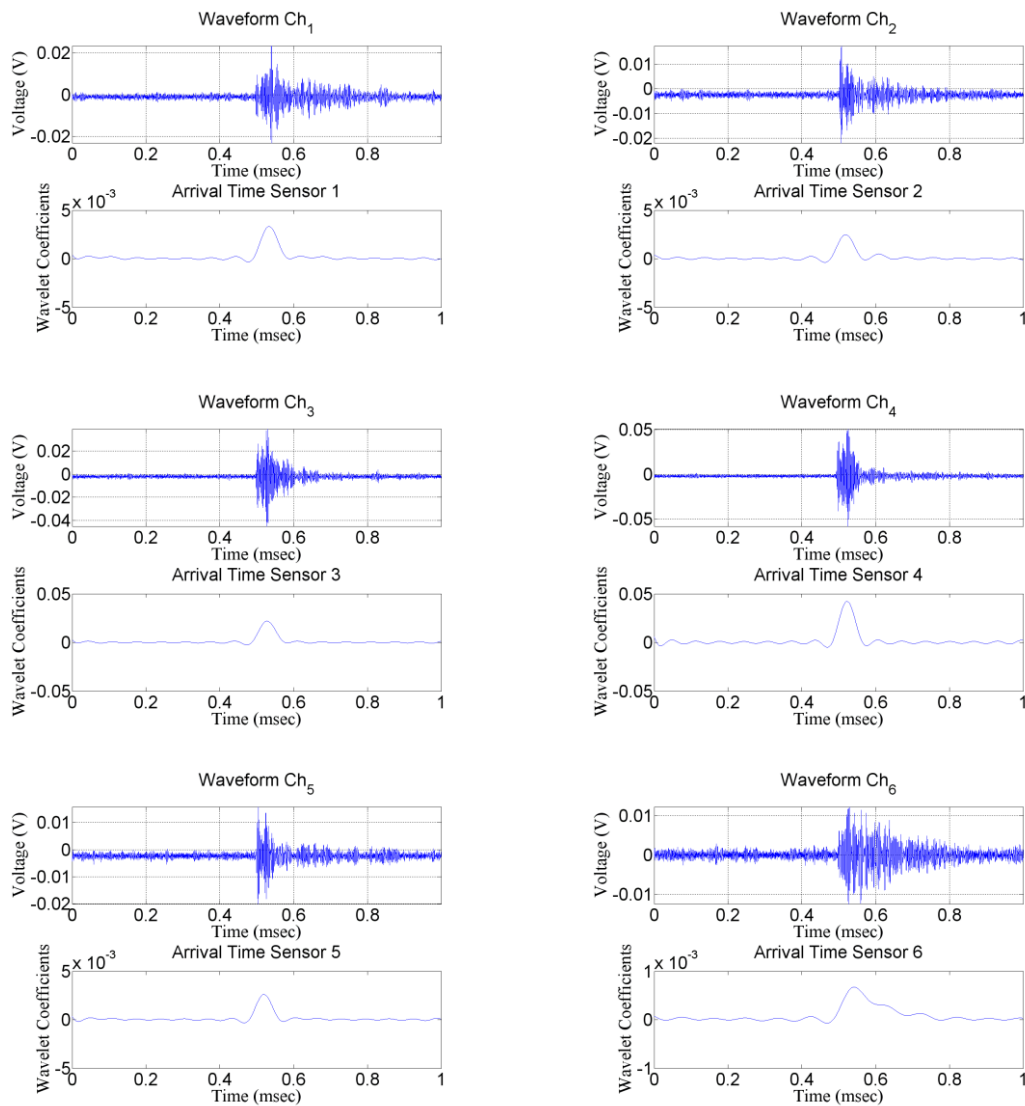 Waveform Ch1
Voltage (V)
0.02
0
-0.02
0 0.2 0.4 0.6 0.8
Time (msec)
Arrival Time Sensor 1
Wavelet Coefficients
5 x 10-3
0
-5
0 0.2 0.4 0.6 0.8 1
Time (msec)
Waveform Ch2
Voltage (V)
0.01
0
-0.01
-0.02
0 0.2 0.4 0.6 0.8 1
Time (msec)
Arrival Time Sensor 2
Wavelet Coefficients
5 x 10-3
0
-5
0 0.2 0.4 0.6 0.8 1
Time (msec)
Waveform Ch3
Voltage (V)
0.02
0
-0.02
-0.04
0 0.2 0.4 0.6 0.8 1
Time (msec)
Arrival Time Sensor 3
Wavelet Coefficients
0.05
0
-0.05
0 0.2 0.4 0.6 0.8 1
Time (msec)
Waveform Ch4
Voltage (V)
0.05
0
-0.05
0 0.2 0.4 0.6 0.8 1
Time (msec)
Arrival Time Sensor 4
Wavelet Coefficients
0.05
0
-0.05
0 0.2 0.4 0.6 0.8 1
Time (msec)
Waveform Ch5
Voltage (V)
0.01
0
-0.01
-0.02
0 0.2 0.4 0.6 0.8 1
Time (msec)
Arrival Time Sensor 5
Wavelet Coefficients
5 x 10-3
0
-5
0 0.2 0.4 0.6 0.8 1
Time (msec)
Waveform Ch6
Voltage (V)
0.01
0
-0.01
0 0.2 0.4 0.6 0.8 1
Time (msec)
Arrival Time Sensor 6
Wavelet Coefficients
1 x 10-3
0
-1
0 0.2 0.4 0.6 0.8 1
Time (msec)